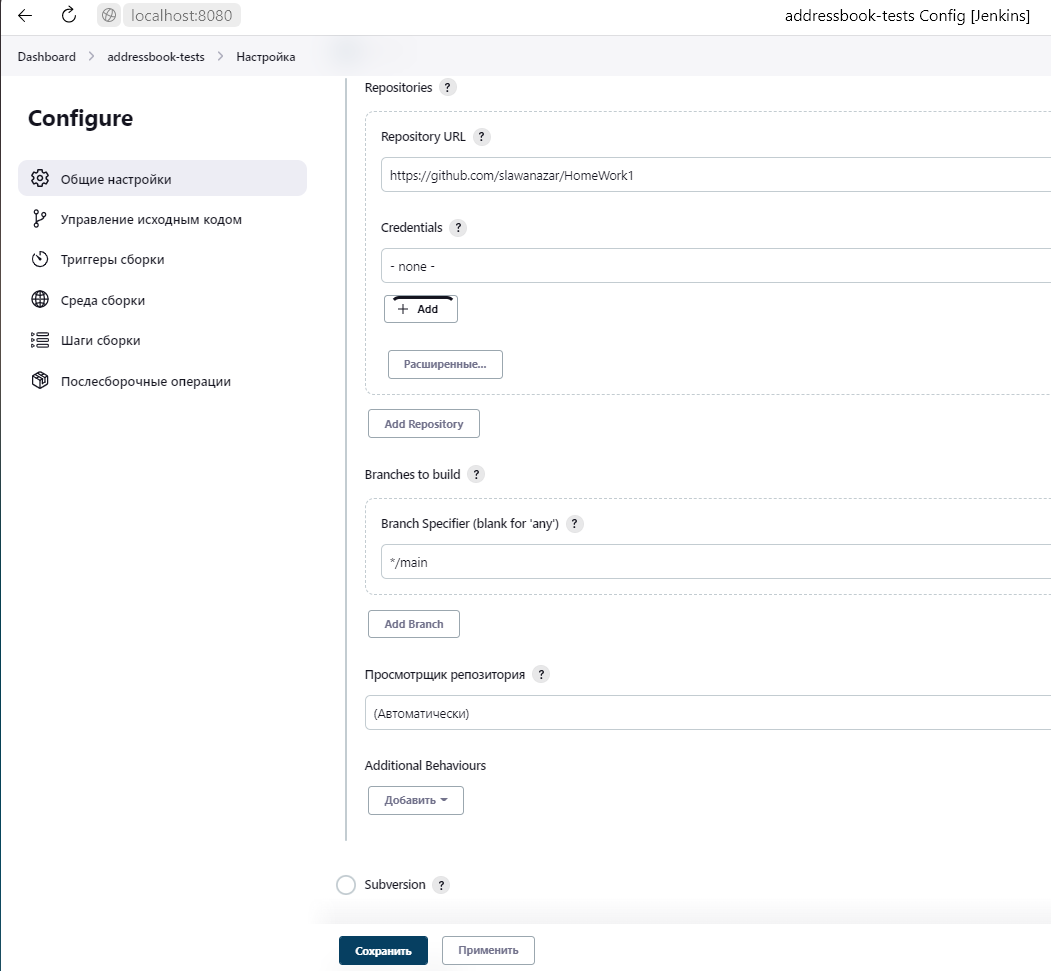 localhost:8080 addressbook-tests Config [Jenkins]
Dashboard addressbook-tests Настройка
Configure
Общие настройки
Управление исходным кодом
Триггеры сборки
Среда сборки
Шаги сборки
Послесборочные операции
Repositories ?
Repository URL ?
https://github.com/slawanazar/HomeWork1
Credentials ?
- none -
+ Add
Расширенные...
Add Repository
Branches to build ?
Branch Specifier (blank for 'any') ?
*/main
Add Branch
Просмотрщик репозитория ?
(Автоматически)
Additional Behaviours
Добавить
Subversion ?
Сохранить Применить